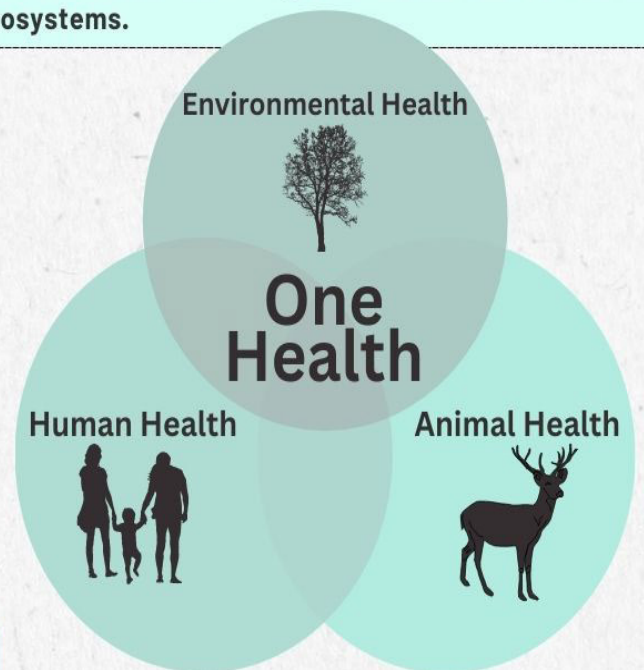 osystems.
Environmental Health
One
Health
Human Health
Animal Health